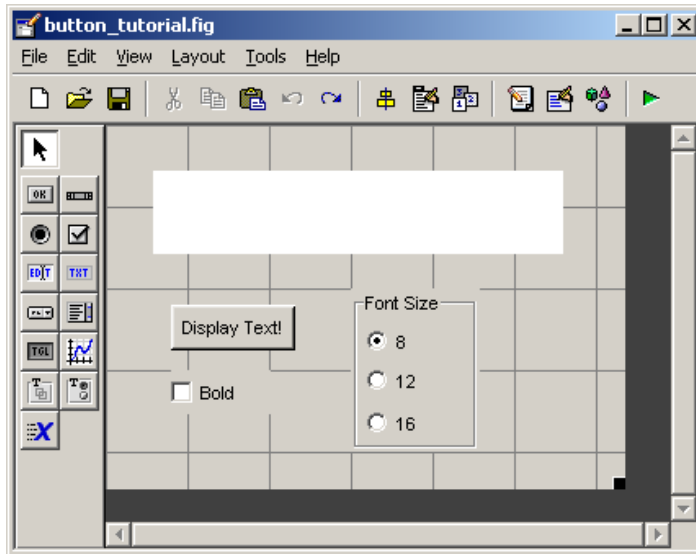 button_tutorial.fig
File Edit View Layout Tools Help
OK
EDIT TXT
TGL
Display Text!
Bold
Font Size
8
12
16